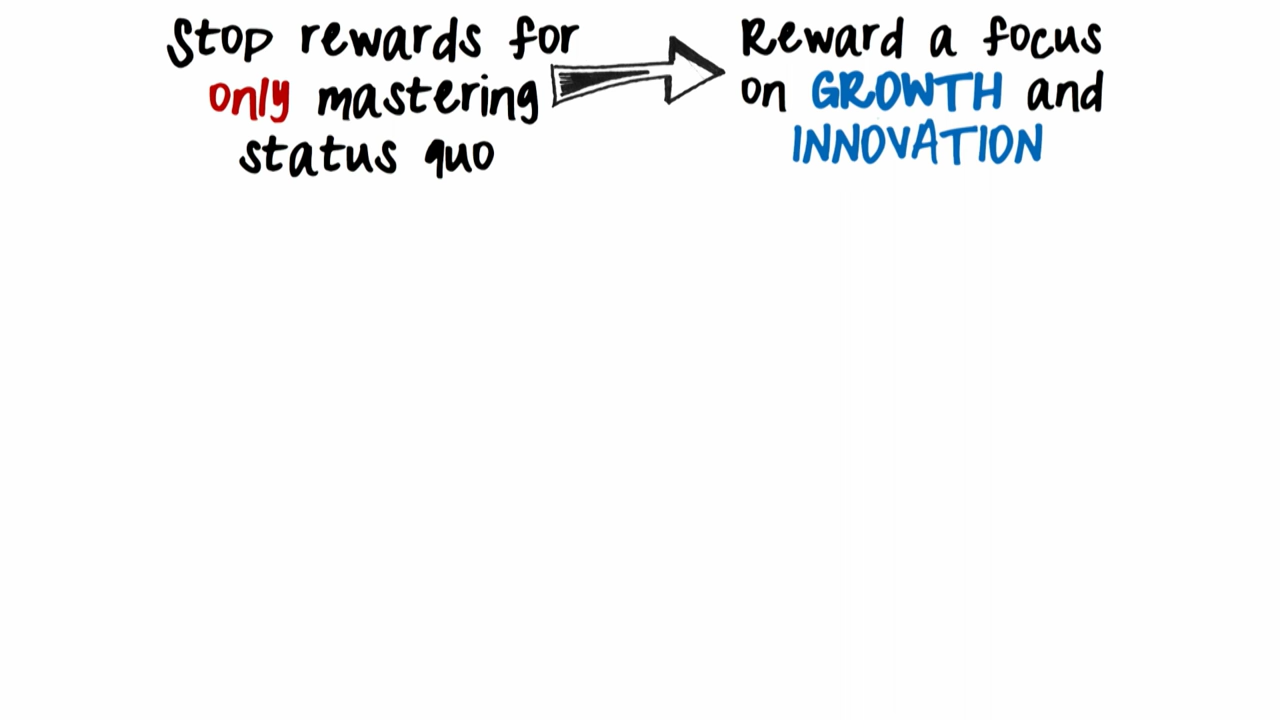 Stop rewards for
only mastering
status quo
Reward a focus
on GROWTH and
INNOVATION